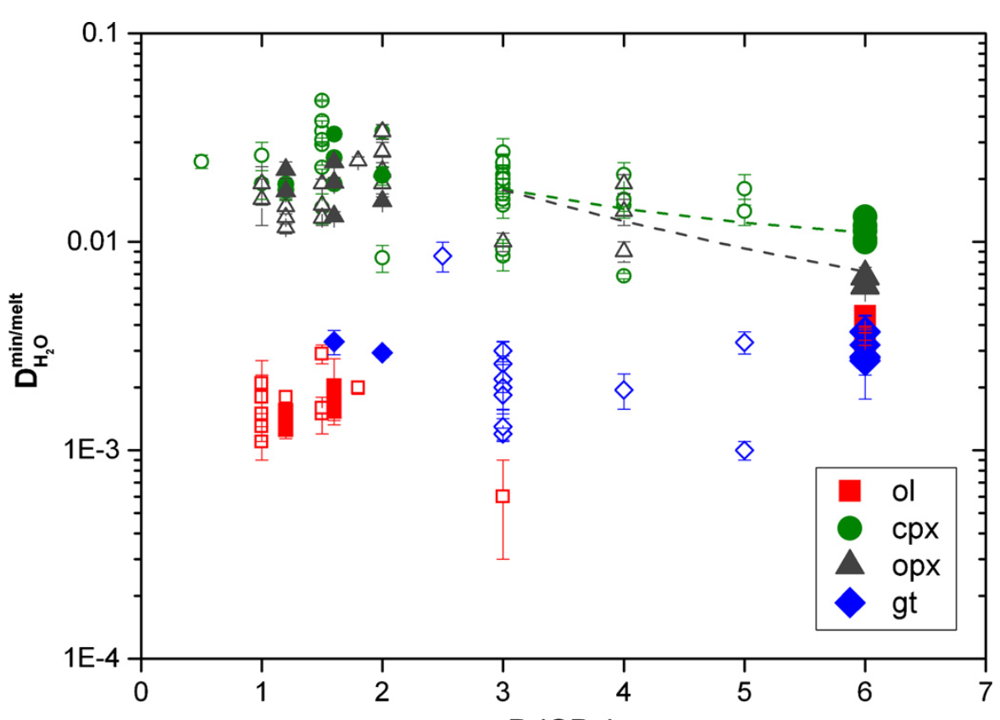 0.1
0.01
1E-3
1E-4
D min/melt H₂O
0 1 2 3 4 5 6 7
ol
cpx
opx
gt